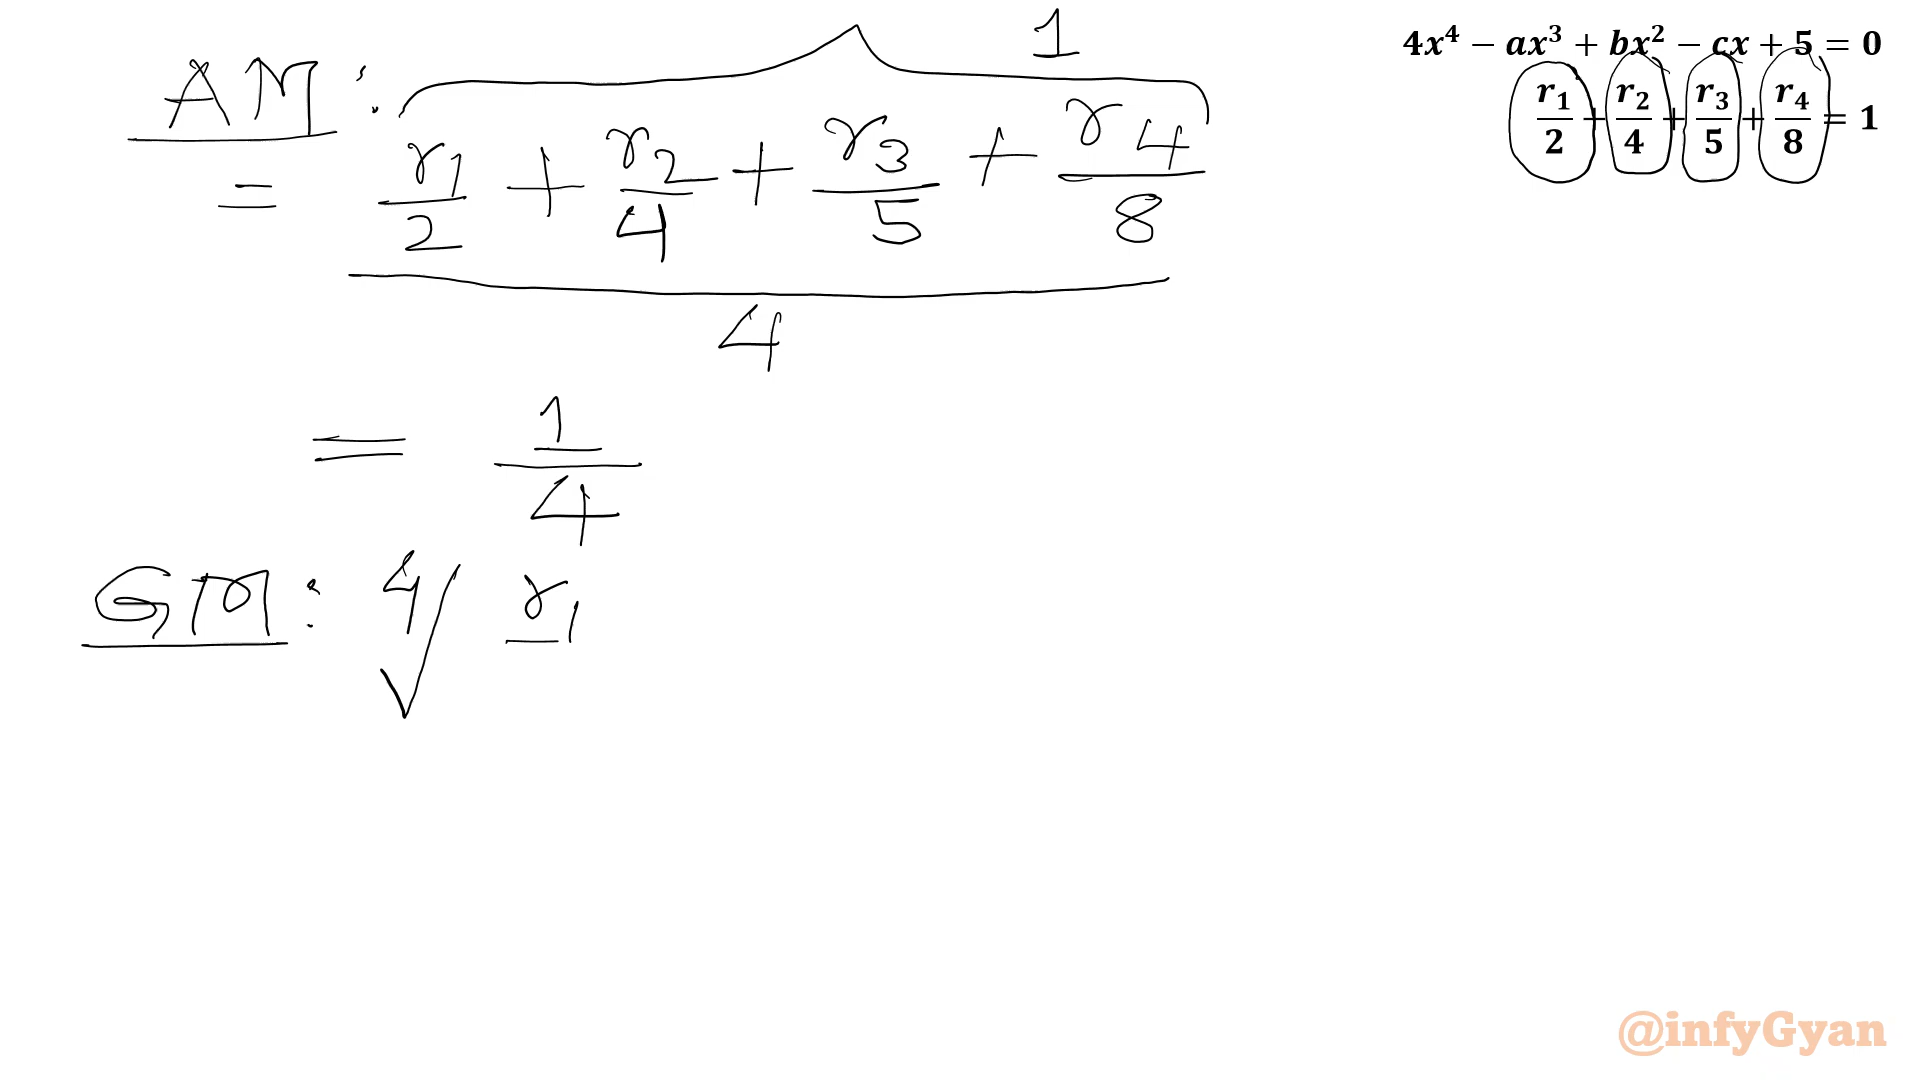 4x⁴ − ax³ + bx² − cx + 5 = 0
r₁/2 + r₂/4 + r₃/5 + r₄/8 = 1
1
AM :
= (r₁/2 + r₂/4 + r₃/5 + r₄/8)/4
= 1/4
GM : ∜ r₁
@infyGyan